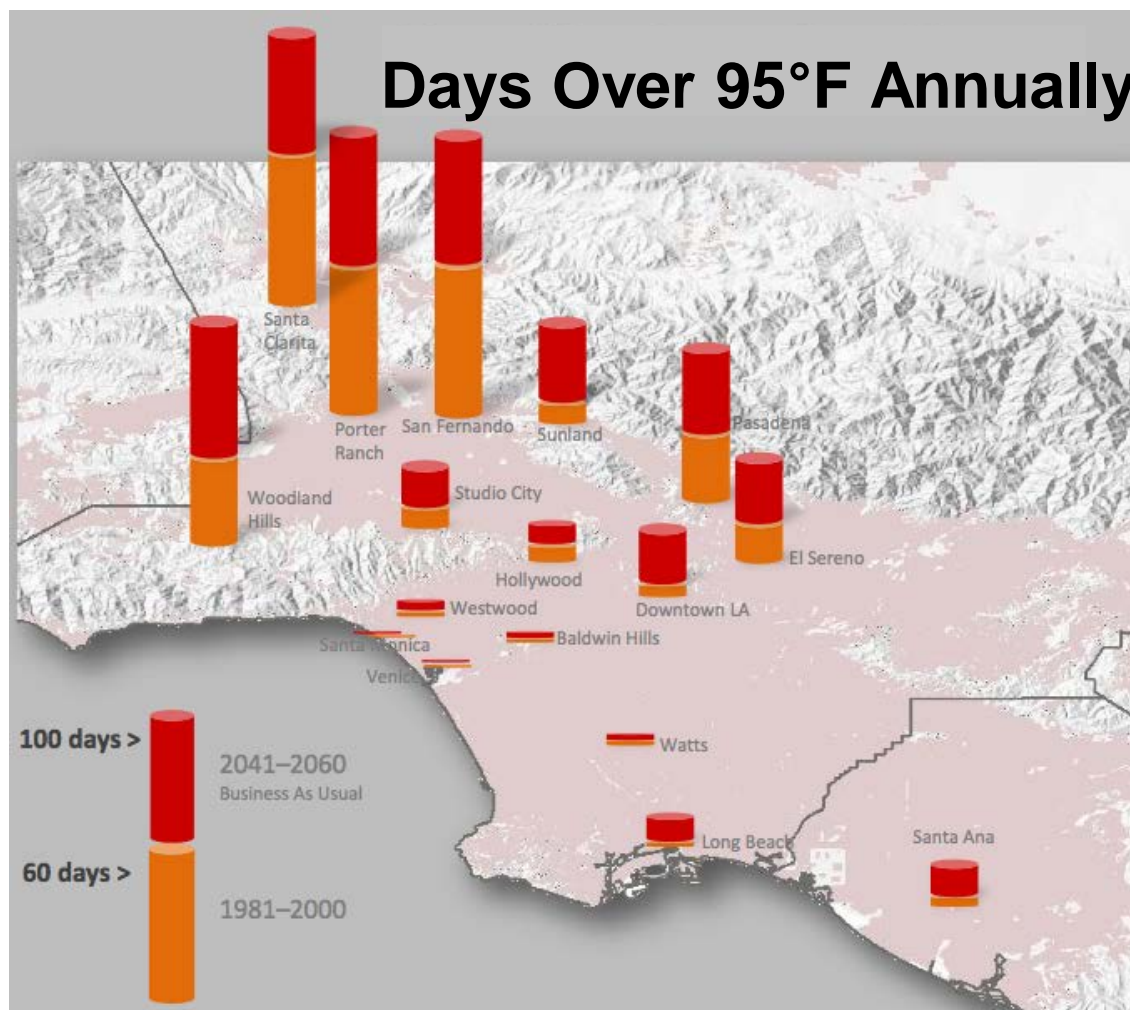 Days Over 95°F Annually
Santa
Clarita
Porter
Ranch
San Fernando
Sunland
Pasadena
Woodland
Hills
Studio City
El Sereno
Hollywood
Downtown LA
Westwood
Santa Monica
Baldwin Hills
Venice
100 days >
2041–2060
Business As Usual
Watts
60 days >
1981–2000
Long Beach
Santa Ana